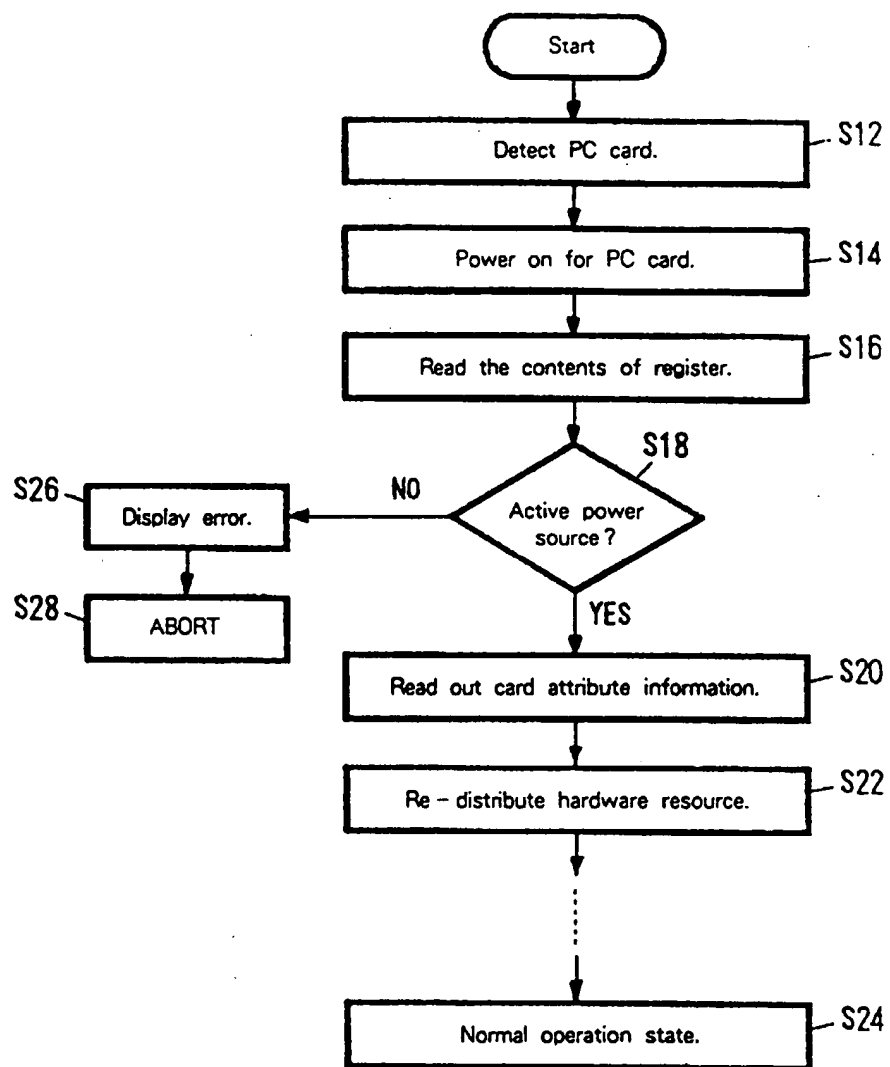 Start
S12
Detect PC card.
S14
Power on for PC card.
S16
Read the contents of register.
S18
S26
NO
Display error.
Active power
source?
S28
ABORT
YES
S20
Read out card attribute information.
S22
Re-distribute hardware resource.
S24
Normal operation state.